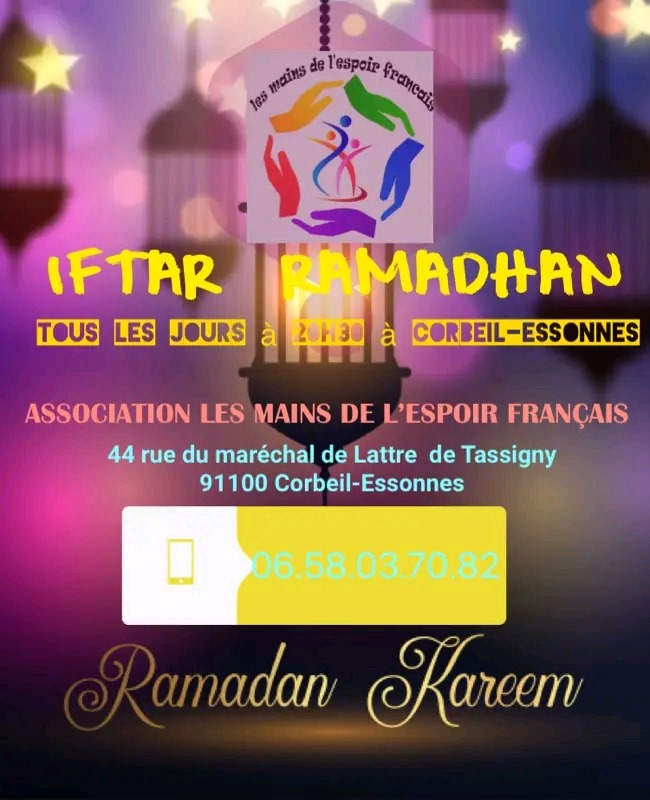 les mains de l'espoir français
IFTAR RAMADHAN
TOUS LES JOURS à 20H30 à CORBEIL-ESSONNES
ASSOCIATION LES MAINS DE L'ESPOIR FRANÇAIS
44 rue du maréchal de Lattre de Tassigny
91100 Corbeil-Essonnes
06.58.03.70.82
Ramadan Kareem